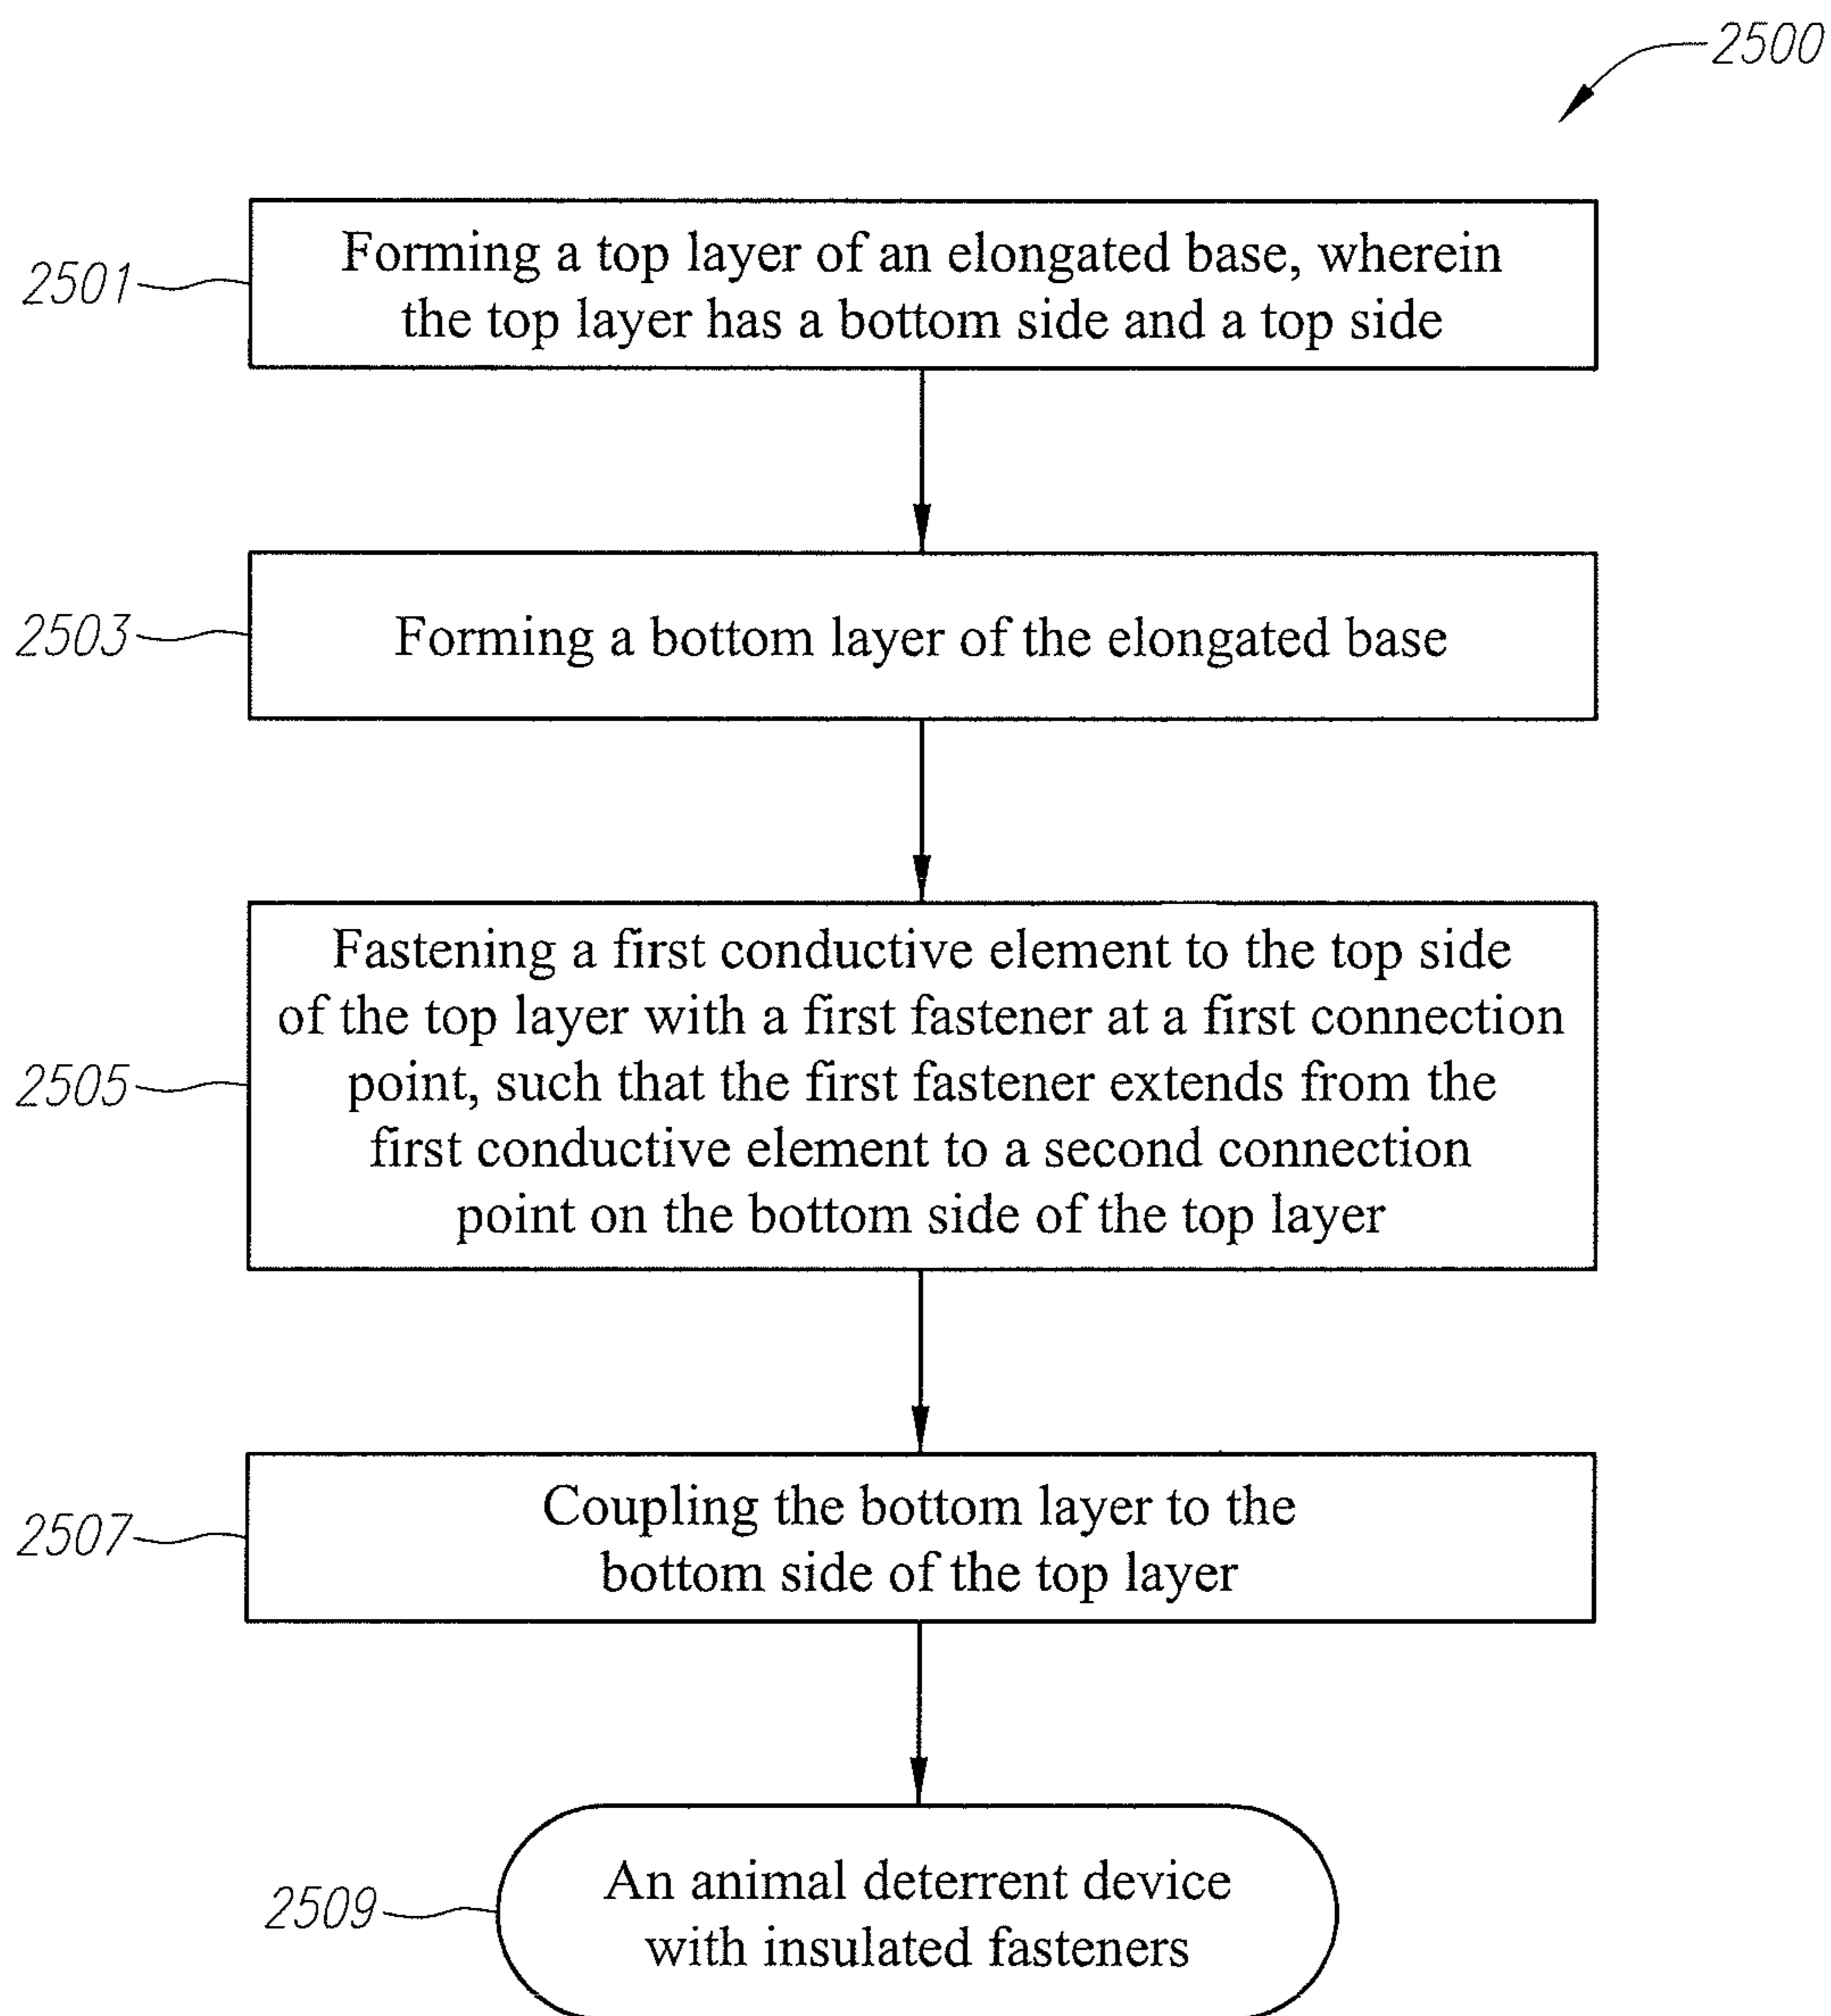 2500
2501
Forming a top layer of an elongated base, wherein
the top layer has a bottom side and a top side
2503
Forming a bottom layer of the elongated base
2505
Fastening a first conductive element to the top side
of the top layer with a first fastener at a first connection
point, such that the first fastener extends from the
first conductive element to a second connection
point on the bottom side of the top layer
2507
Coupling the bottom layer to the
bottom side of the top layer
2509
An animal deterrent device
with insulated fasteners